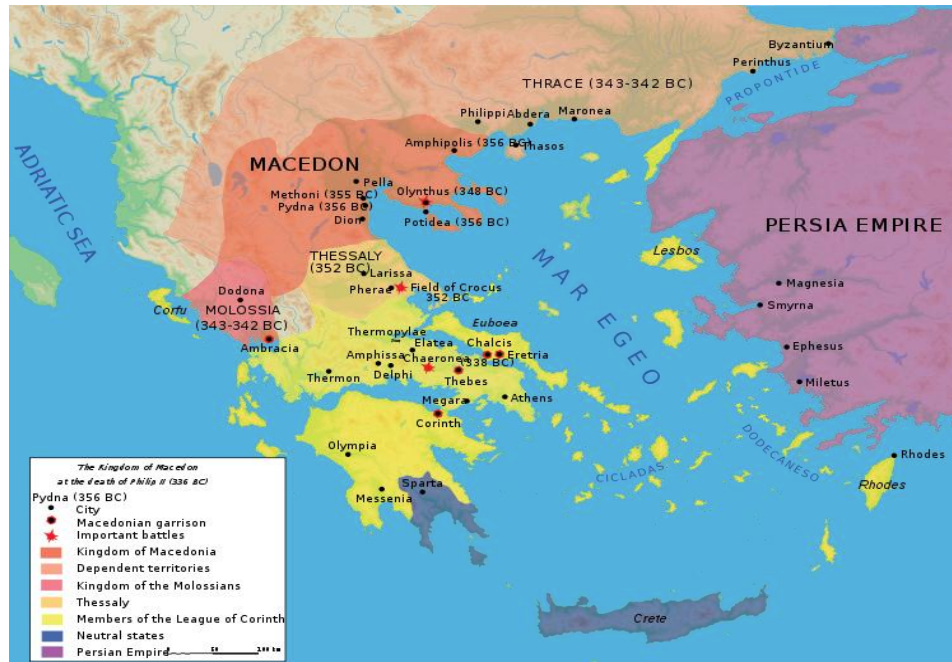 Byzantium
Perinthus
PROPONTIDE
THRACE (343-342 BC)
Philippi
Abdera
Maronea
Amphipolis (356 BC)
Thasos
MACEDON
Pella
Methoni (355 BC)
Olynthus (348 BC)
Pydna (356 BC)
Dion
Potidea (356 BC)
ADRIATIC SEA
PERSIA EMPIRE
MAR EGEO
Lesbos
THESSALY
(352 BC)
Larissa
Pherae
Field of Crocus
352 BC
Magnesia
Smyrna
Dodona
MOLOSSIA
(343-342 BC)
Corfu
Ambracia
Euboea
Thermopylae
Elatea
Chalcis
Amphissa
Chaeronea
(338 BC)
Eretria
Ephesus
Delphi
Thermon
Thebes
Miletus
Megara
Athens
Corinth
Olympia
DODECANESO
Rhodes
CICLADAS
Rhodes
Sparta
Messenia
Crete
The Kingdom of Macedon
at the death of Philip II (336 BC)
Pydna (356 BC)
City
Macedonian garrison
Important battles
Kingdom of Macedonia
Dependent territories
Kingdom of the Molossians
Thessaly
Members of the League of Corinth
Neutral states
Persian Empire
0 50 100 km